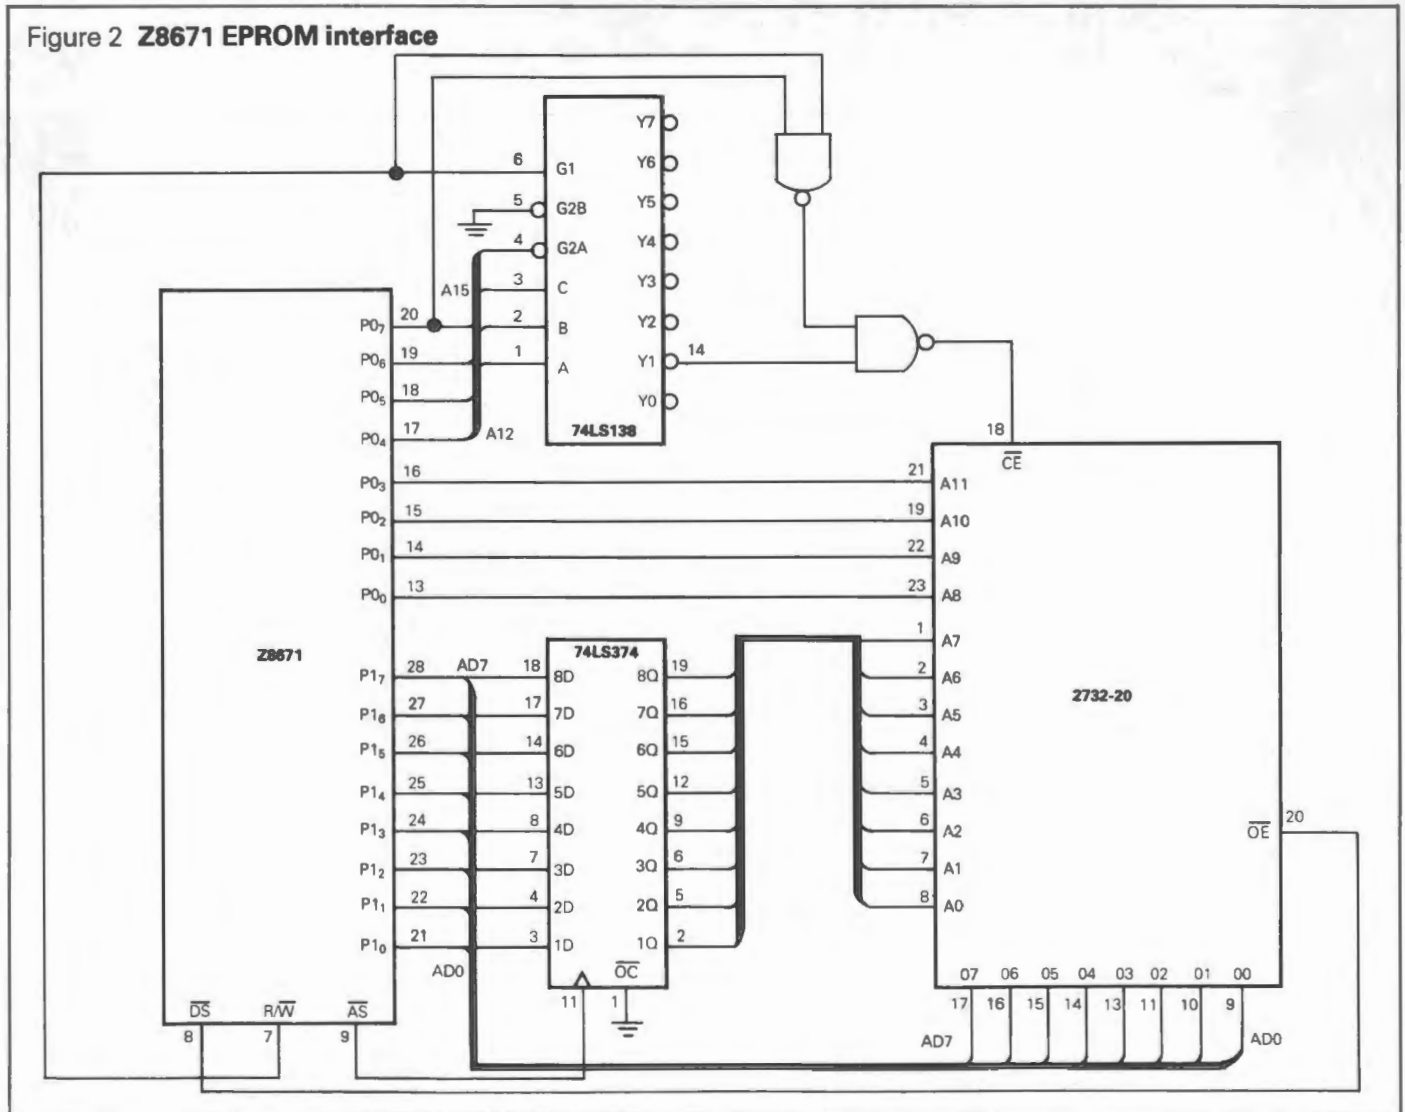 Figure 2 Z8671 EPROM interface
Y7
6 G1 Y6
5 G2B Y5
4 G2A Y4
A15 3 C Y3
P07 20 2 B Y2
P06 19 1 A Y1 14
P05 18 Y0
P04 17 A12 74LS138
18
CE
P03 16 21 A11
P02 15 19 A10
P01 14 22 A9
P00 13 23 A8
1 A7
Z8671 74LS374
P17 28 AD7 18 8D 8Q 19 2 A6
2732-20
P16 27 17 7D 7Q 16 3 A5
P15 26 14 6D 6Q 15 4 A4
P14 25 13 5D 5Q 12 5 A3
P13 24 8 4D 4Q 9 6 A2 OE 20
P12 23 7 3D 3Q 6 7 A1
P11 22 4 2D 2Q 5 8 A0
P10 21 3 1D 1Q 2
AD0 OC
11 1
07 06 05 04 03 02 01 00
17 16 15 14 13 11 10 9
DS R/W AS
8 7 9
AD7 AD0